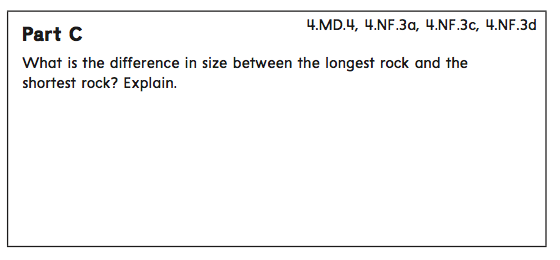 Part C
4.MD.4, 4.NF.3a, 4.NF.3c, 4.NF.3d
What is the difference in size between the longest rock and the
shortest rock? Explain.